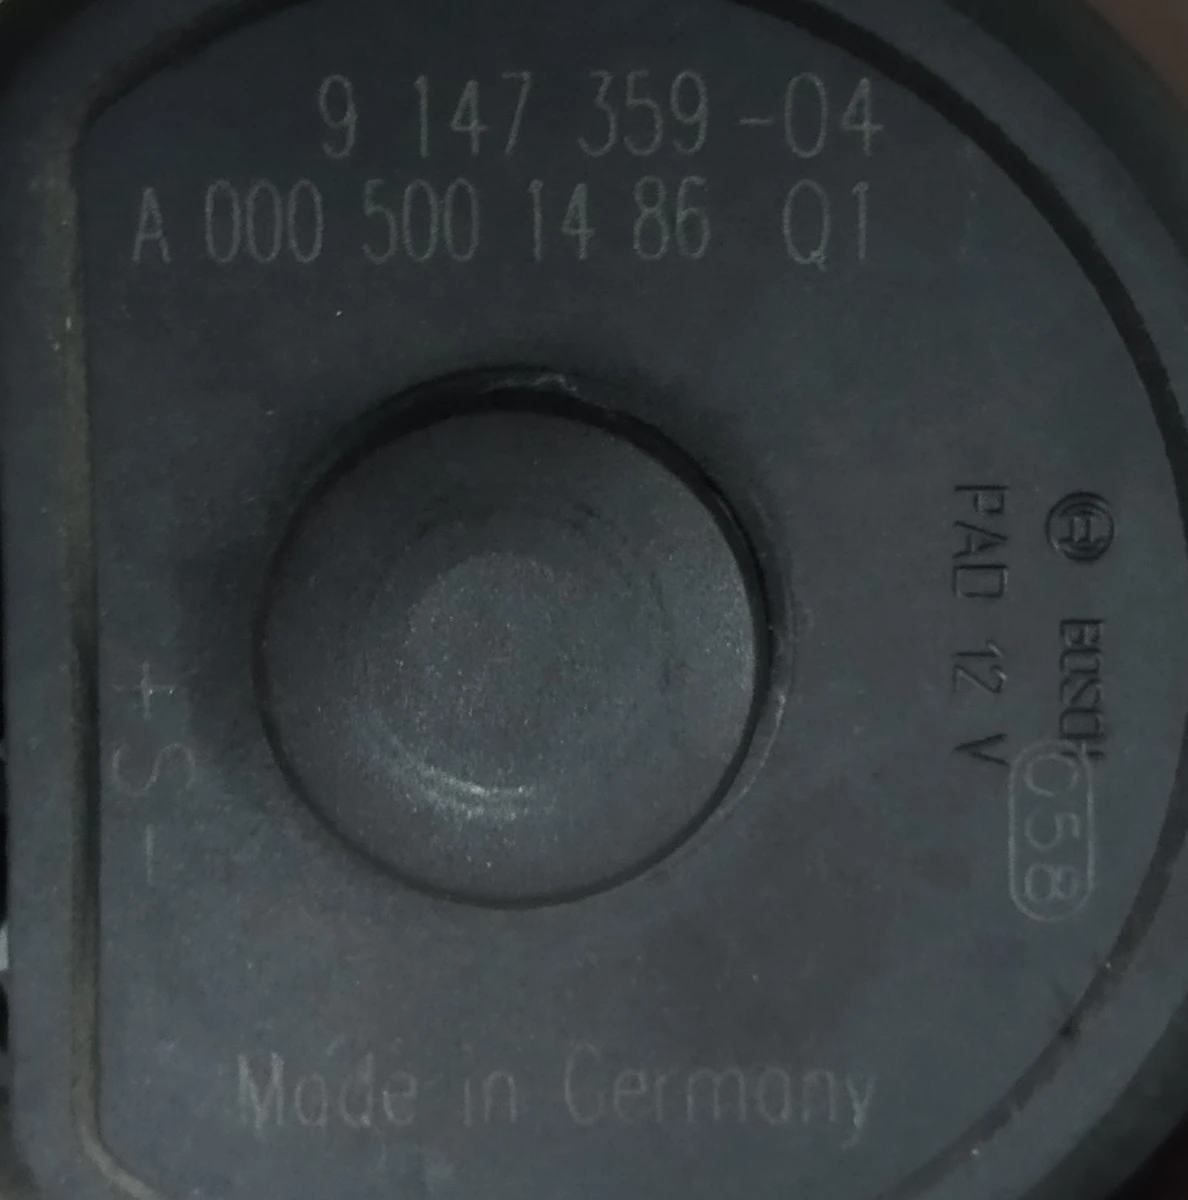 9 147 359 -04
A 000 500 14 86 Q1
BOSCH
PAD 12 V
C58
+ S -
Made in Germany